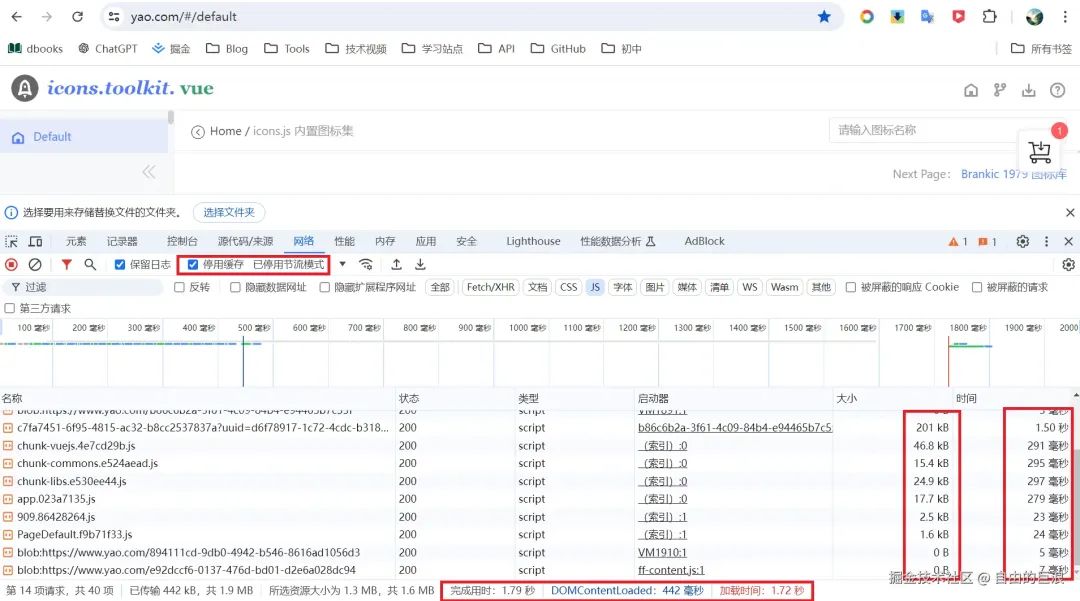 yao.com/#/default
dbooks ChatGPT 掘金 Blog Tools 技术视频 学习站点 API GitHub 初中 所有书签
icons.toolkit. vue
Default
Home / icons.js 内置图标集
请输入图标名称
1
Next Page: Brankic 1979 图标库
选择要用来存储替换文件的文件夹。 选择文件夹
元素 记录器 控制台 源代码/来源 网络 性能 内存 应用 安全 Lighthouse 性能数据分析 AdBlock 1 1
保留日志 停用缓存 已停用节流模式
过滤 反转 隐藏数据网址 隐藏扩展程序网址 全部 Fetch/XHR 文档 CSS JS 字体 图片 媒体 清单 WS Wasm 其他 被屏蔽的响应 Cookie 被屏蔽的请求
第三方请求
100 毫秒 200 毫秒 300 毫秒 400 毫秒 500 毫秒 600 毫秒 700 毫秒 800 毫秒 900 毫秒 1000 毫秒 1100 毫秒 1200 毫秒 1300 毫秒 1400 毫秒 1500 毫秒 1600 毫秒 1700 毫秒 1800 毫秒 1900 毫秒 2000
名称 状态 类型 启动器 大小 时间
200 script VM1891:1 0 B 5 毫秒
c7fa7451-6f95-4815-ac32-b8cc2537837a?uuid=d6f78917-1c72-4cdc-b318... 200 script b86c6b2a-3f61-4c09-84b4-e94465b7c5: 201 kB 1.50 秒
chunk-vuejs.4e7cd29b.js 200 script （索引）:0 46.8 kB 291 毫秒
chunk-commons.e524aead.js 200 script （索引）:0 15.4 kB 295 毫秒
chunk-libs.e530ee44.js 200 script （索引）:0 24.9 kB 297 毫秒
app.023a7135.js 200 script （索引）:0 17.7 kB 279 毫秒
909.86428264.js 200 script （索引）:1 2.5 kB 23 毫秒
PageDefault.f9b71f33.js 200 script （索引）:1 1.6 kB 24 毫秒
blob:https://www.yao.com/894111cd-9db0-4942-b546-8616ad1056d3 200 script VM1910:1 0 B 5 毫秒
blob:https://www.yao.com/e92dccf6-0137-476d-bd01-d2e6a028dc94 200 script ff-content.js:1 0 B 7 毫秒
掘金技术社区 @ 自由的巨浪
第 14 项请求，共 40 项 已传输 442 kB，共 1.9 MB 所选资源大小为 1.3 MB，共 1.6 MB 完成用时：1.79 秒 DOMContentLoaded：442 毫秒 加载时间：1.72 秒